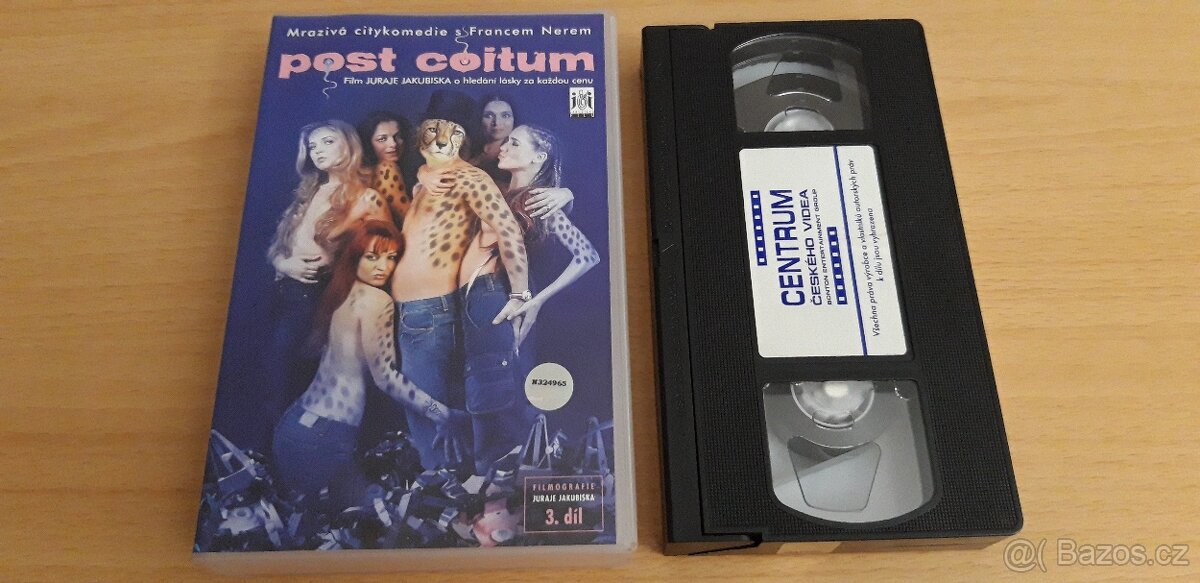 Mrazivá citykomedie s Francem Nerem
post coitum
Film JURAJE JAKUBISKA o hledání lásky za každou cenu
N324965
FILMOGRAFIE
JURAJE JAKUBISKA
3. díl
CENTRUM
ČESKÉHO VIDEA
BONTON ENTERTAINMENT GROUP
Všechna práva výrobce a vlastníků autorských práv
k dílu jsou vyhrazena
@( Bazos.cz